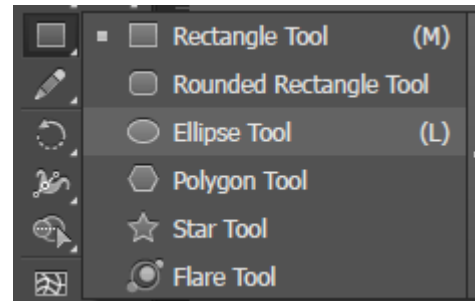 Rectangle Tool (M)
Rounded Rectangle Tool
Ellipse Tool (L)
Polygon Tool
Star Tool
Flare Tool